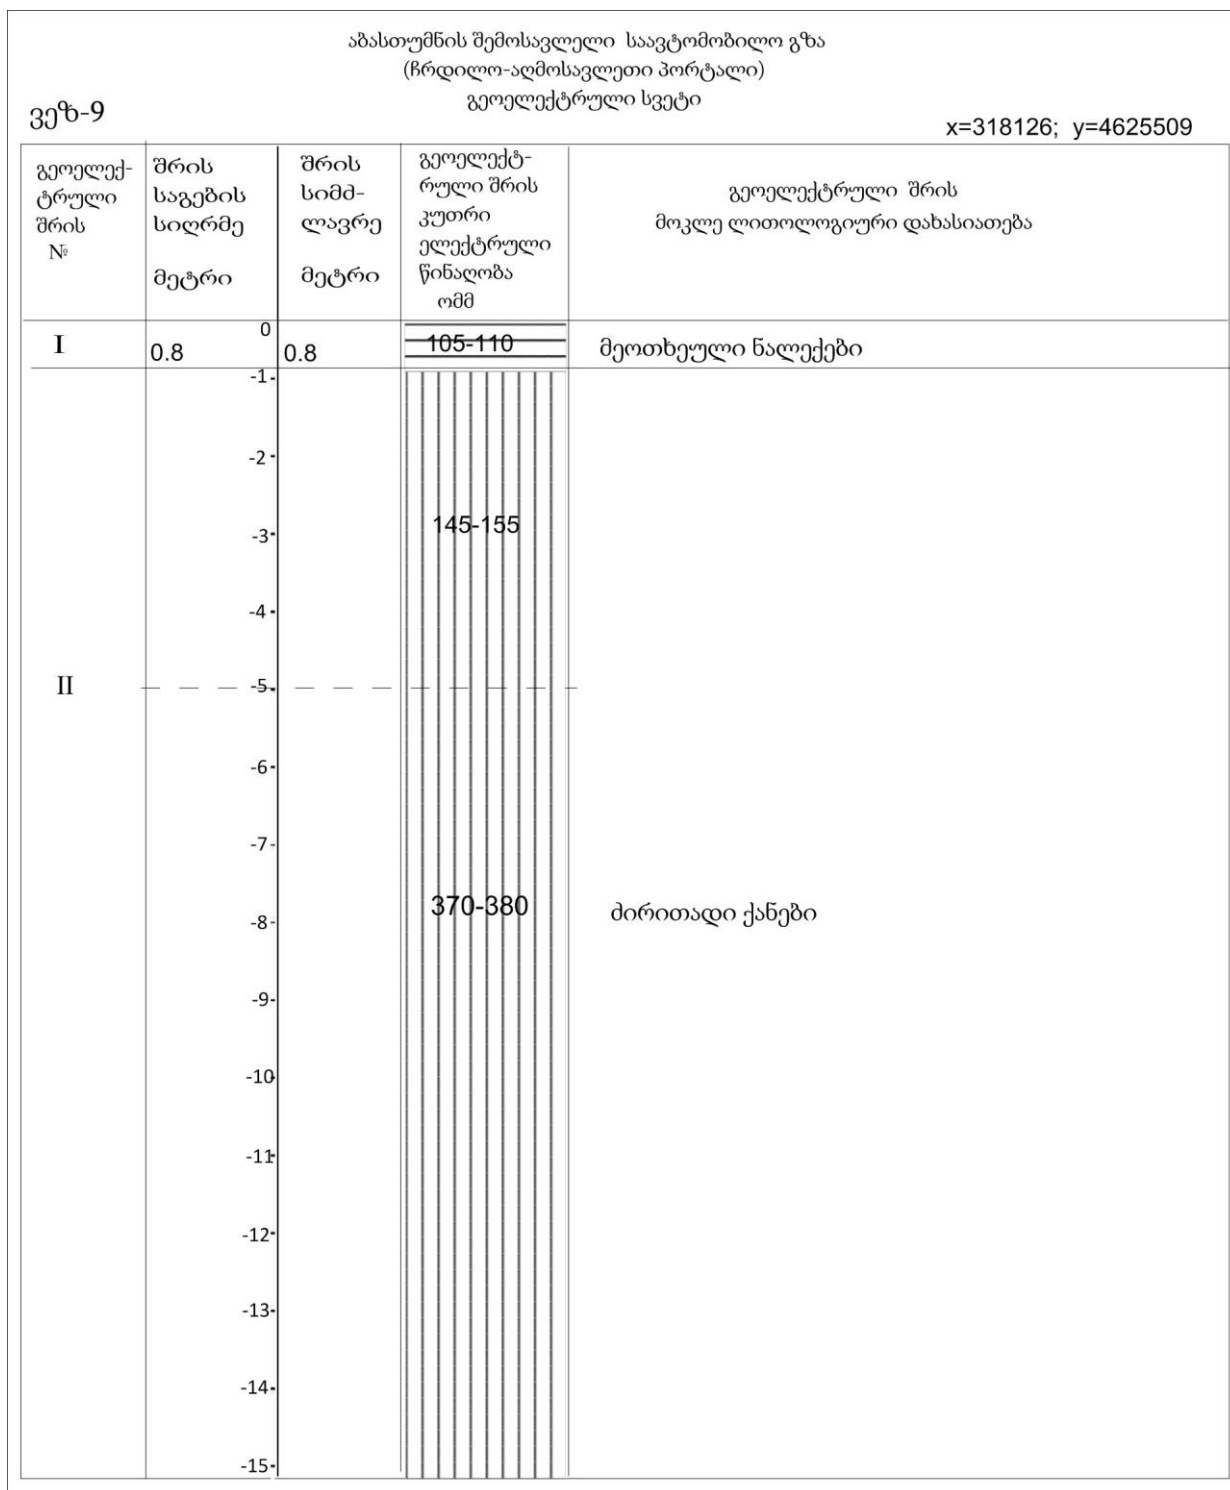 აბასთუმნის შემოსავლელი საავტომობილო გზა
(ჩრდილო-აღმოსავლეთი პორტალი)
გეოელექტრული სვეტი
ვეზ-9
x=318126; y=4625509
გეოელექ-
ტრული
შრის
№
შრის
საგების
სიღრმე
მეტრი
შრის
სიმძ-
ლავრე
მეტრი
გეოელექტ-
რული შრის
კუთრი
ელექტრული
წინაღობა
ომმ
გეოელექტრული შრის
მოკლე ლითოლოგიური დახასიათება
0
I
0.8
0.8
105-110
მეოთხეული ნალექები
-1
-2
145-155
-3
-4
II
-5
-6
-7
370-380
ძირითადი ქანები
-8
-9
-10
-11
-12
-13
-14
-15